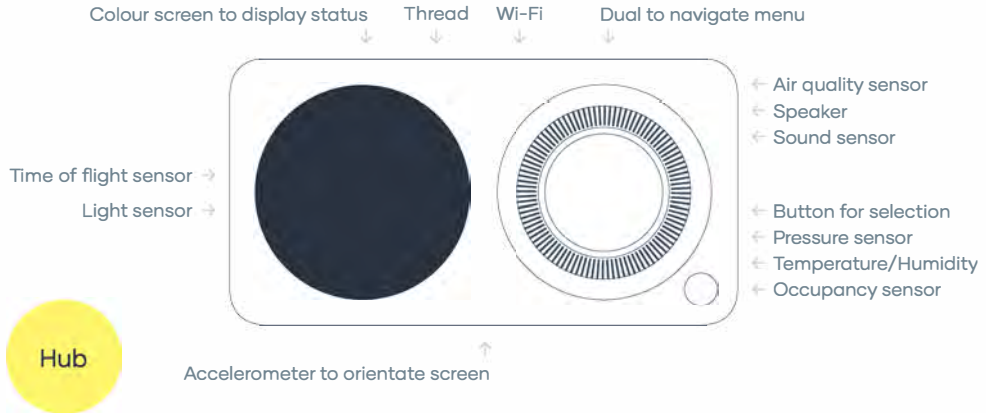 Colour screen to display status
Thread
Wi-Fi
Dual to navigate menu
Air quality sensor
Speaker
Sound sensor
Time of flight sensor
Light sensor
Button for selection
Pressure sensor
Temperature/Humidity
Occupancy sensor
Hub
Accelerometer to orientate screen